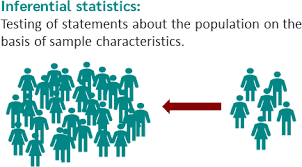 Inferential statistics:
Testing of statements about the population on the
basis of sample characteristics.